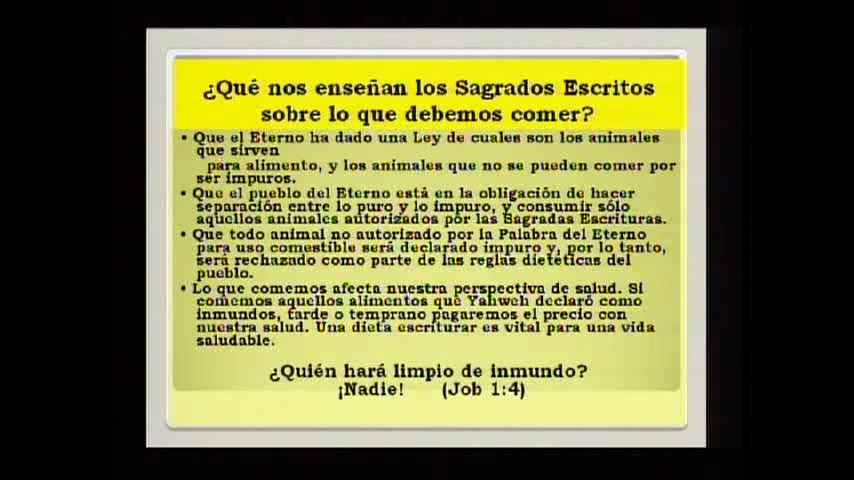 ¿Qué nos enseñan los Sagrados Escritos
sobre lo que debemos comer?
• Que el Eterno ha dado una Ley de cuales son los animales
que sirven
para alimento, y los animales que no se pueden comer por
ser impuros.
• Que el pueblo del Eterno está en la obligación de hacer
separación entre lo puro y lo impuro, y consumir sólo
aquellos animales autorizados por las Sagradas Escrituras.
• Que todo animal no autorizado por la Palabra del Eterno
para uso comestible será declarado impuro y, por lo tanto,
será rechazado como parte de las reglas dietéticas del
pueblo.
• Lo que comemos afecta nuestra perspectiva de salud. Si
comemos aquellos alimentos que Yahweh declaró como
inmundos, tarde o temprano pagaremos el precio con
nuestra salud. Una dieta escriturar es vital para una vida
saludable.
¿Quién hará limpio de inmundo?
¡Nadie! (Job 1:4)